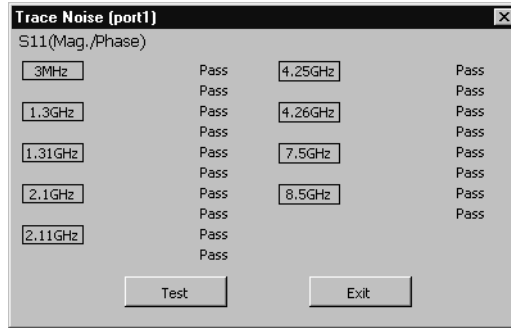 Trace Noise (port1)
S11(Mag./Phase)
3MHz Pass
Pass
1.3GHz Pass
Pass
1.31GHz Pass
Pass
2.1GHz Pass
Pass
2.11GHz Pass
Pass
4.25GHz Pass
Pass
4.26GHz Pass
Pass
7.5GHz Pass
Pass
8.5GHz Pass
Pass
Test Exit